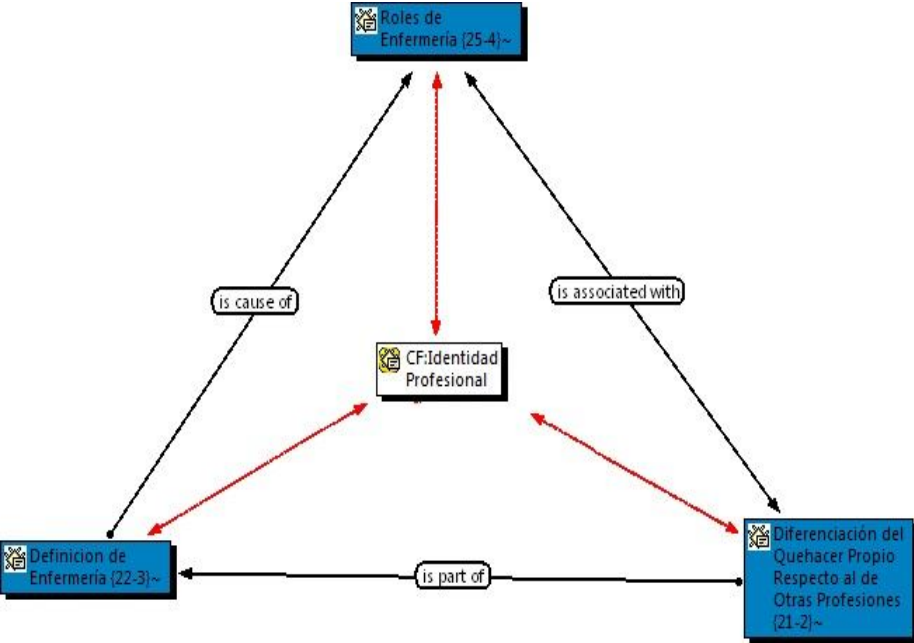 Roles de
Enfermería {25-4}~
is cause of
is associated with
CF:Identidad
Profesional
Definicion de
Enfermería {22-3}~
is part of
Diferenciación del
Quehacer Propio
Respecto al de
Otras Profesiones
{21-2}~